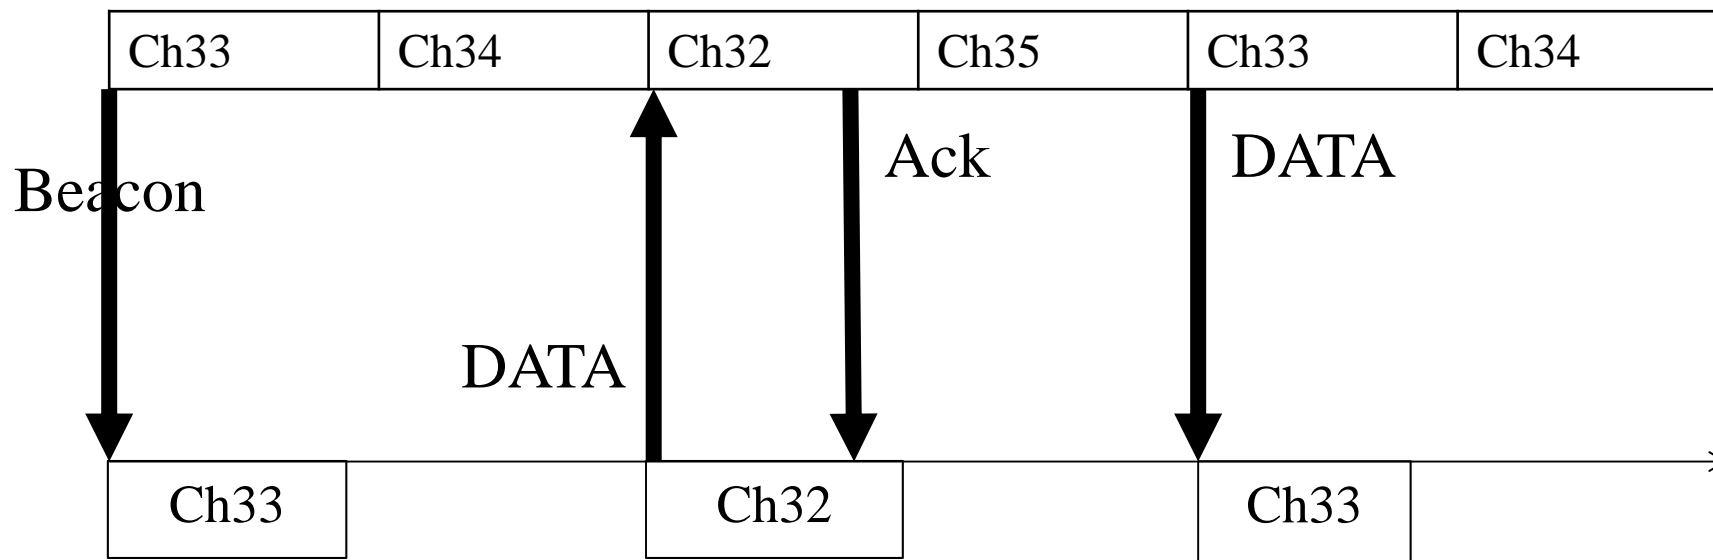 Ch33 Ch34 Ch32 Ch35 Ch33 Ch34
Ack DATA
Beacon
DATA
Ch33 Ch32 Ch33